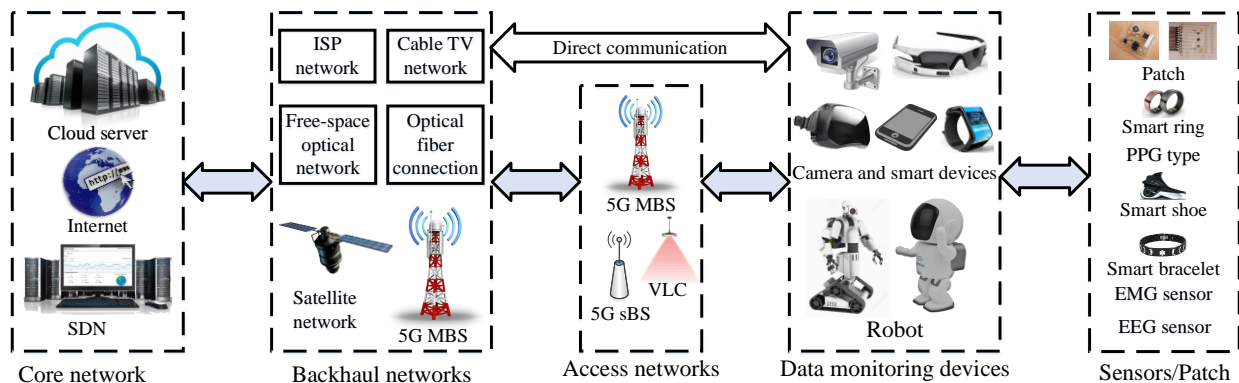 Cloud server
http://www
Internet
SDN
Core network
ISP
network
Cable TV
network
Free-space
optical
network
Optical
fiber
connection
Satellite
network
5G MBS
Backhaul networks
Direct communication
5G MBS
5G sBS
VLC
Access networks
Camera and smart devices
Robot
Data monitoring devices
Patch
Smart ring
PPG type
Smart shoe
Smart bracelet
EMG sensor
EEG sensor
Sensors/Patch